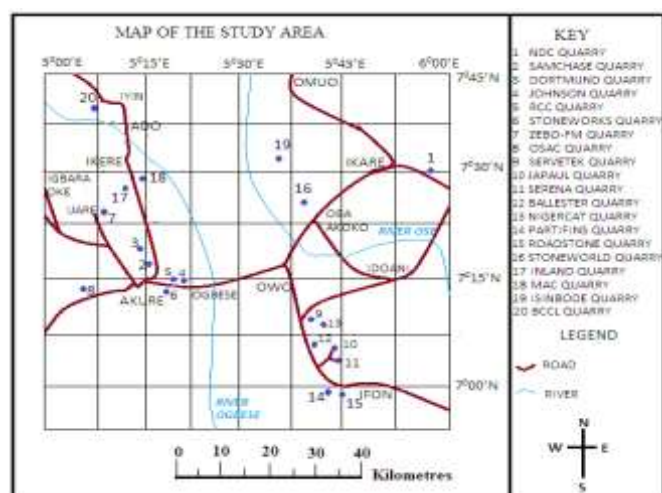 MAP OF THE STUDY AREA
5°00'E 5°15'E 5°30'E 5°45'E 6°00'E
7°45'N
7°30'N
7°15'N
7°00'N
OMUO
20
IYIN
ADO
19
IKERE
IKARE
1
IGBARA
OKE
18
17
16
IJARE
7
OBA
AKOKO
RIVER OSE
3
2
IDOANI
5 4
8
6
AKURE
OGBESE
OWO
9
13
12
10
11
14
15
IFON
RIVER
OGBESE
0 10 20 30 40
Kilometres
KEY
1 NDC QUARRY
2 SAMCHASE QUARRY
3 DORTMUND QUARRY
4 JOHNSON QUARRY
5 RCC QUARRY
6 STONEWORKS QUARRY
7 ZEBO-FM QUARRY
8 OSAC QUARRY
9 SERVETEK QUARRY
10 JAPAUL QUARRY
11 SERENA QUARRY
12 BALLESTER QUARRY
13 NIGERCAT QUARRY
14 PARTIFING QUARRY
15 ROADSTONE QUARRY
16 STONEWORLD QUARRY
17 INLAND QUARRY
18 MAC QUARRY
19 ISINBODE QUARRY
20 BCCL QUARRY
LEGEND
ROAD
RIVER
N
W E
S